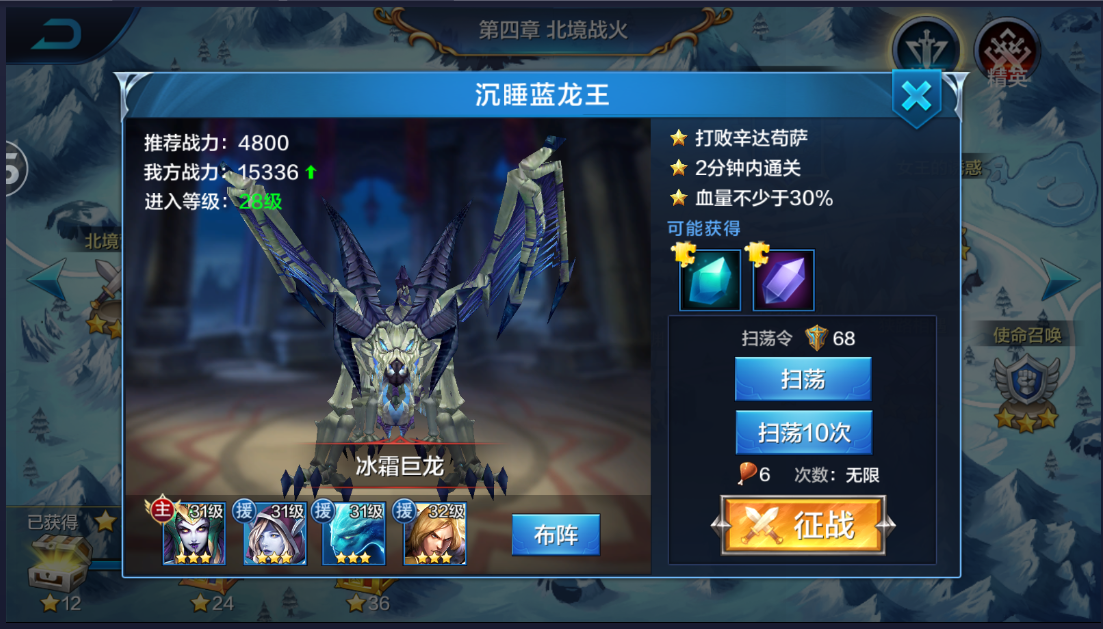 第四章 北境战火
精英
沉睡蓝龙王
推荐战力：4800
我方战力：15336
进入等级：28级
打败辛达苟萨
2分钟内通关
血量不少于30%
可能获得
5
惑
北境
使命召唤
扫荡令 68
扫荡
扫荡10次
6 次数：无限
征战
冰霜巨龙
主 31级
援 31级
援 31级
援 32级
布阵
已获得
12
24
36